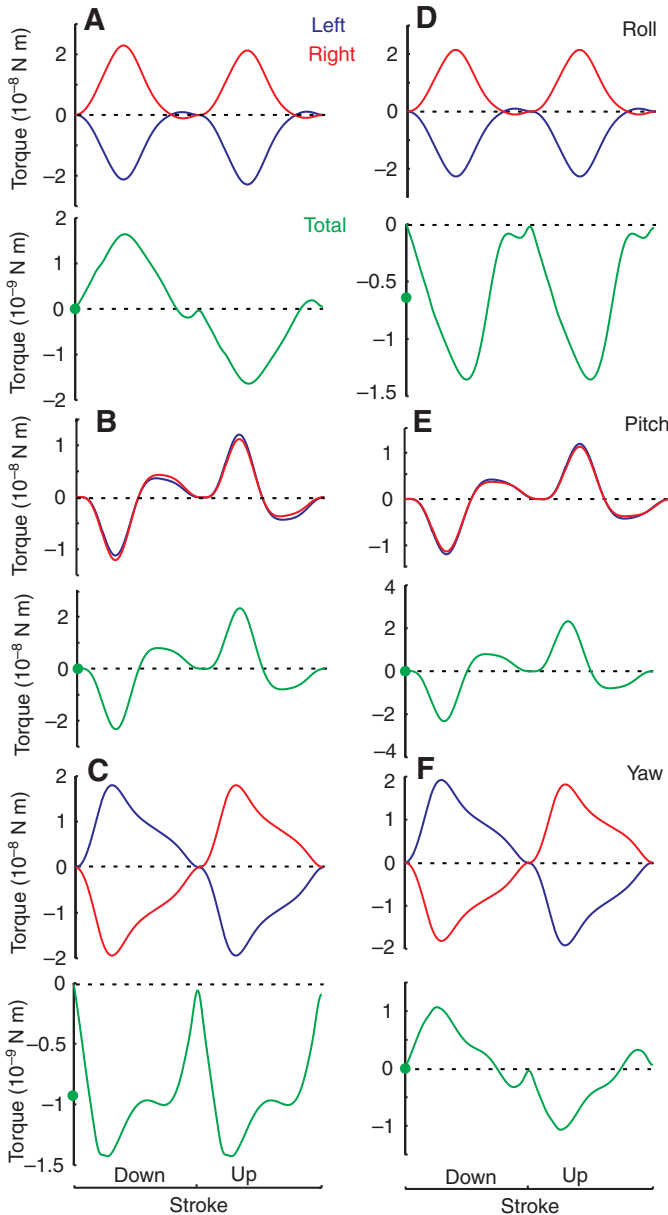 A
Left
Right
Torque (10⁻⁸ N m)
2
0
−2
D
Roll
2
0
−2
Total
Torque (10⁻⁹ N m)
2
1
0
−1
−2
0
−0.5
−1
−1.5
B
Torque (10⁻⁸ N m)
1
0
−1
E
Pitch
1
0
−1
Torque (10⁻⁸ N m)
2
0
−2
4
2
0
−2
−4
C
Torque (10⁻⁸ N m)
2
1
0
−1
−2
F
Yaw
2
1
0
−1
−2
Torque (10⁻⁹ N m)
0
−0.5
−1
−1.5
1
0
−1
Down Up
Stroke
Down Up
Stroke